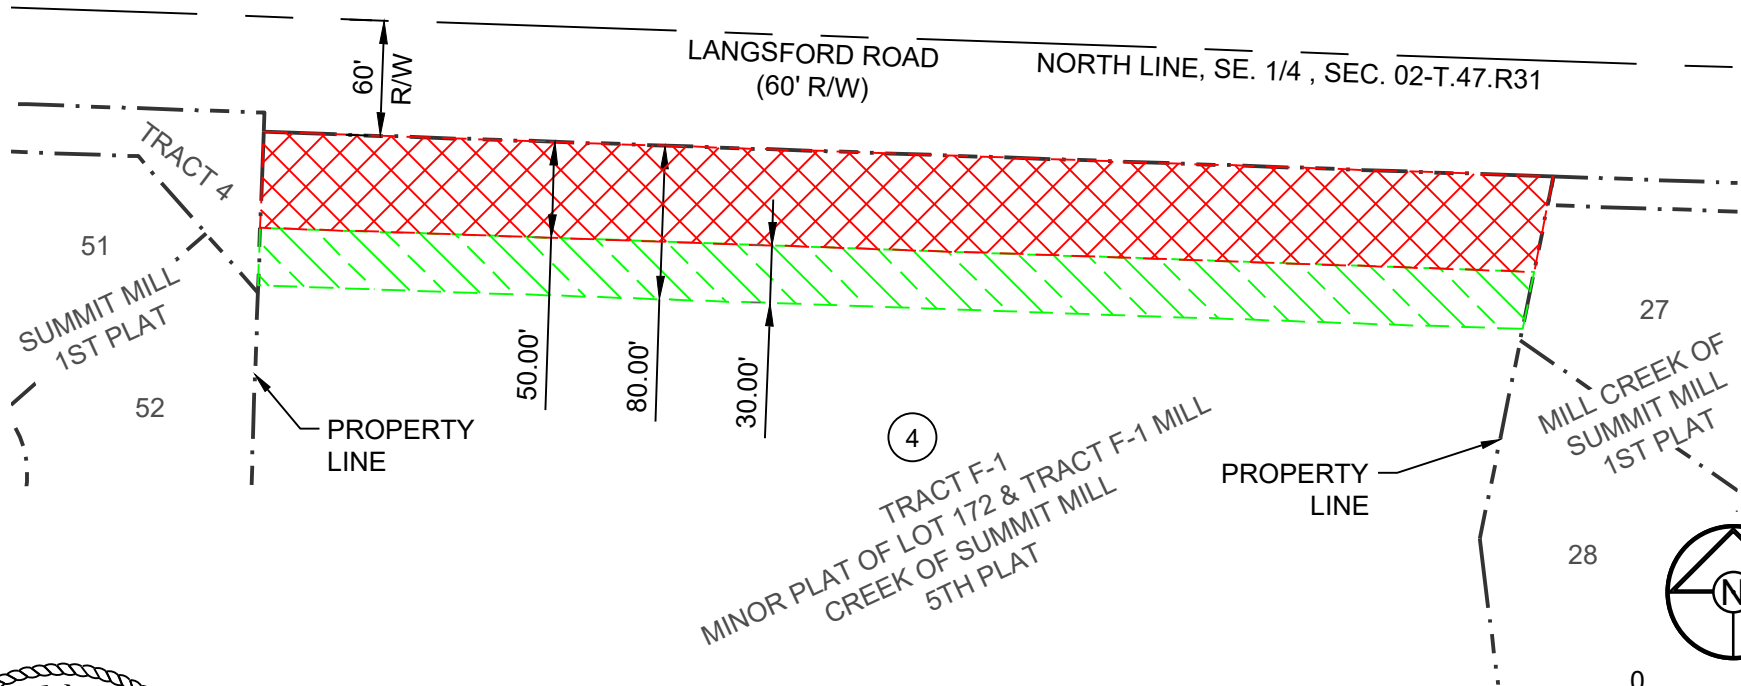 60'
R/W
LANGSFORD ROAD
(60' R/W)
NORTH LINE, SE. 1/4 , SEC. 02-T.47.R31
TRACT 4
51
SUMMIT MILL
1ST PLAT
52
PROPERTY
LINE
50.00'
80.00'
30.00'
4
TRACT F-1
MINOR PLAT OF LOT 172 & TRACT F-1 MILL
CREEK OF SUMMIT MILL
5TH PLAT
PROPERTY
LINE
27
MILL CREEK OF
SUMMIT MILL
1ST PLAT
28
N
0